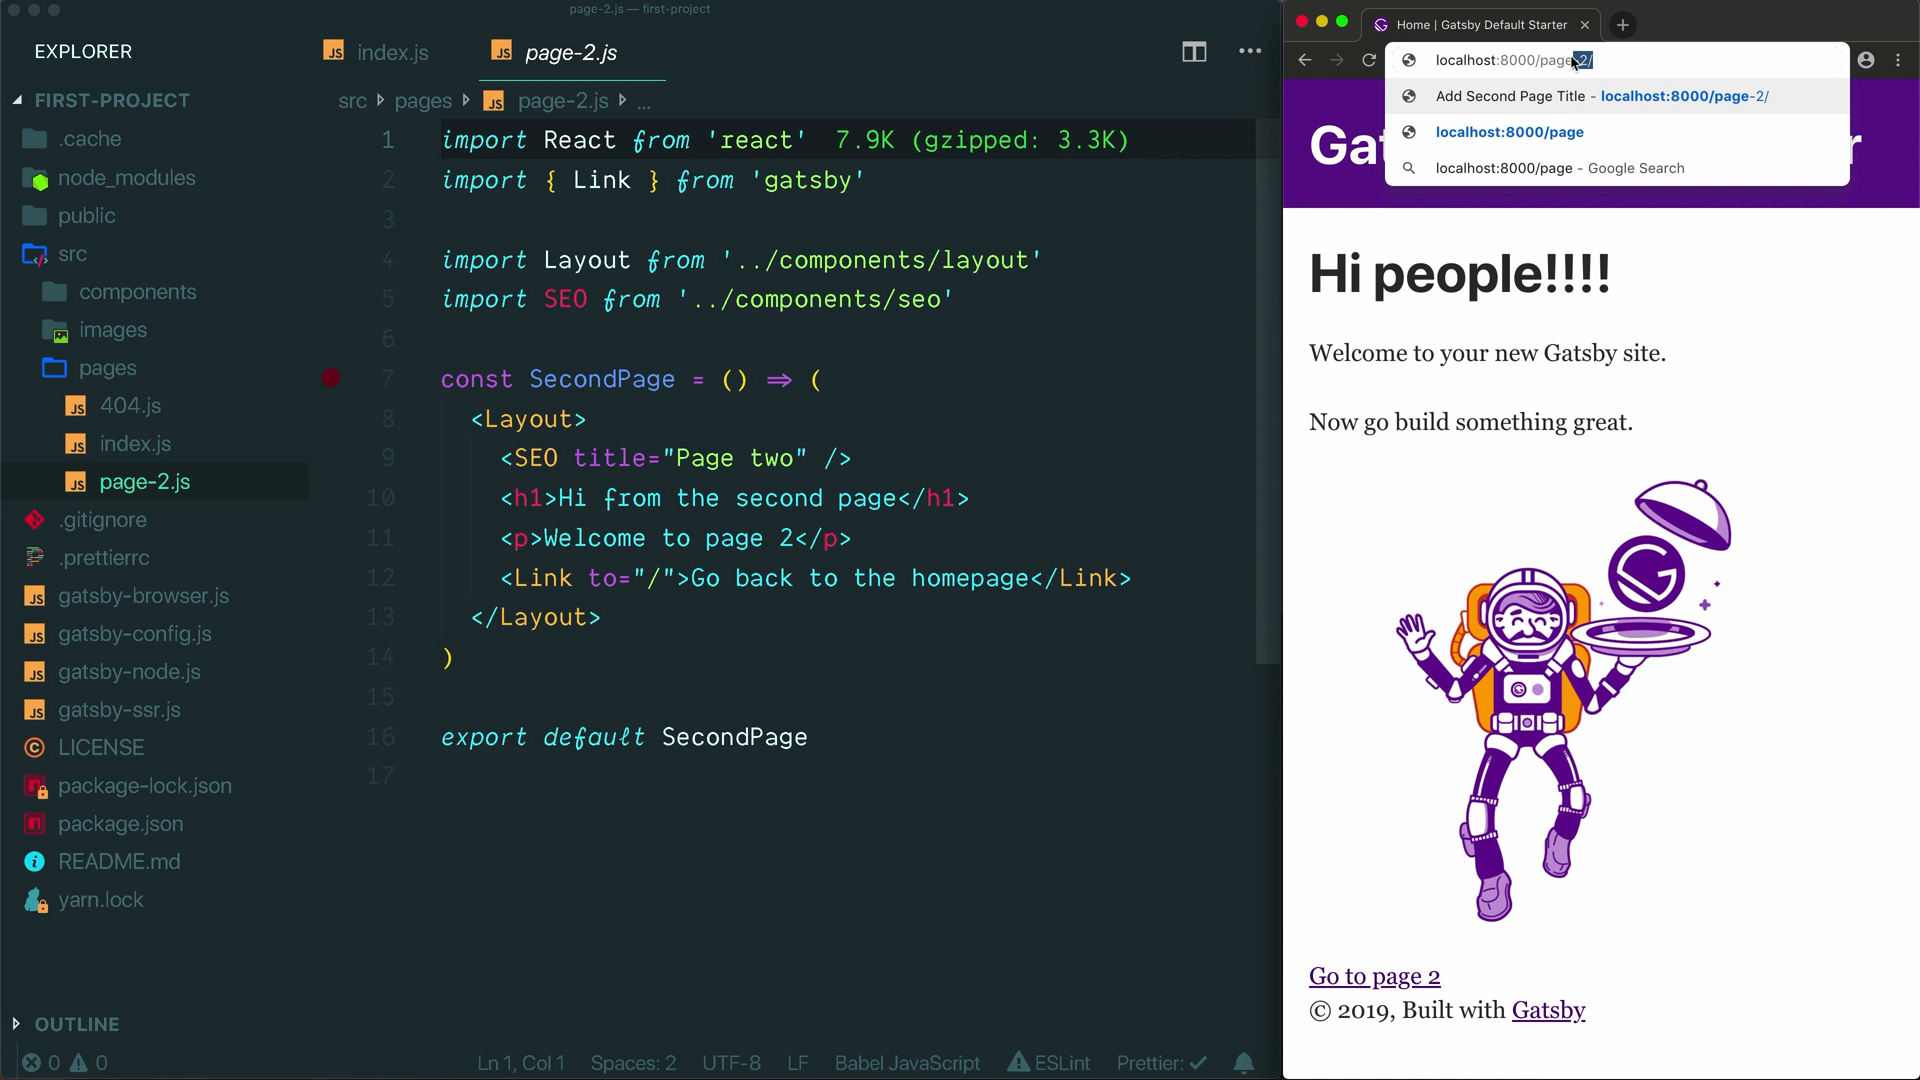 page-2.js — first-project
EXPLORER
FIRST-PROJECT
.cache
node_modules
public
src
components
images
pages
404.js
index.js
page-2.js
.gitignore
.prettierrc
gatsby-browser.js
gatsby-config.js
gatsby-node.js
gatsby-ssr.js
LICENSE
package-lock.json
package.json
README.md
yarn.lock
OUTLINE
index.js
page-2.js
src pages page-2.js ...
1 import React from 'react' 7.9K (gzipped: 3.3K)
2 import { Link } from 'gatsby'
3
4 import Layout from '../components/layout'
5 import SEO from '../components/seo'
6
7 const SecondPage = () => (
8 <Layout>
9 <SEO title="Page two" />
10 <h1>Hi from the second page</h1>
11 <p>Welcome to page 2</p>
12 <Link to="/">Go back to the homepage</Link>
13 </Layout>
14 )
15
16 export default SecondPage
17
0 0 Ln 1, Col 1 Spaces: 2 UTF-8 LF Babel JavaScript ESLint Prettier: ✓
Home | Gatsby Default Starter
localhost:8000/page-2/
Add Second Page Title - localhost:8000/page-2/
localhost:8000/page
localhost:8000/page - Google Search
Hi people!!!!
Welcome to your new Gatsby site.
Now go build something great.
Go to page 2
© 2019, Built with Gatsby